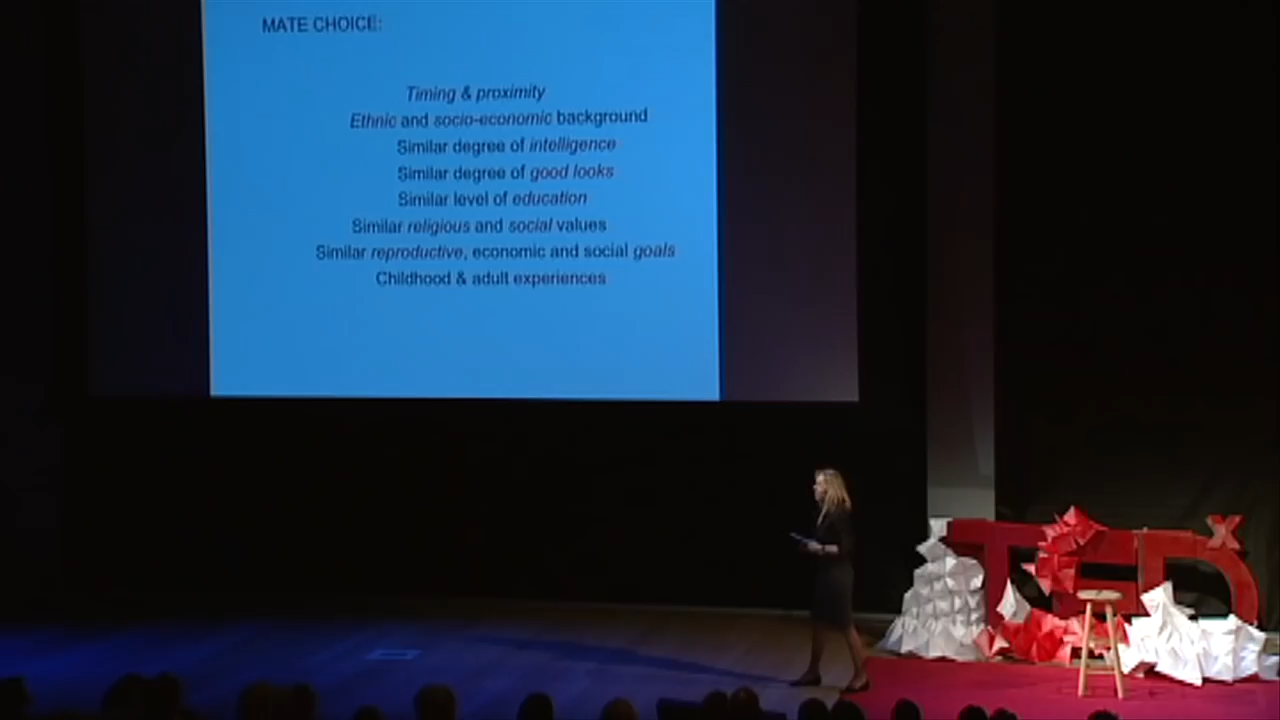 MATE CHOICE:
Timing & proximity
Ethnic and socio-economic background
Similar degree of intelligence
Similar degree of good looks
Similar level of education
Similar religious and social values
Similar reproductive, economic and social goals
Childhood & adult experiences
TEDx